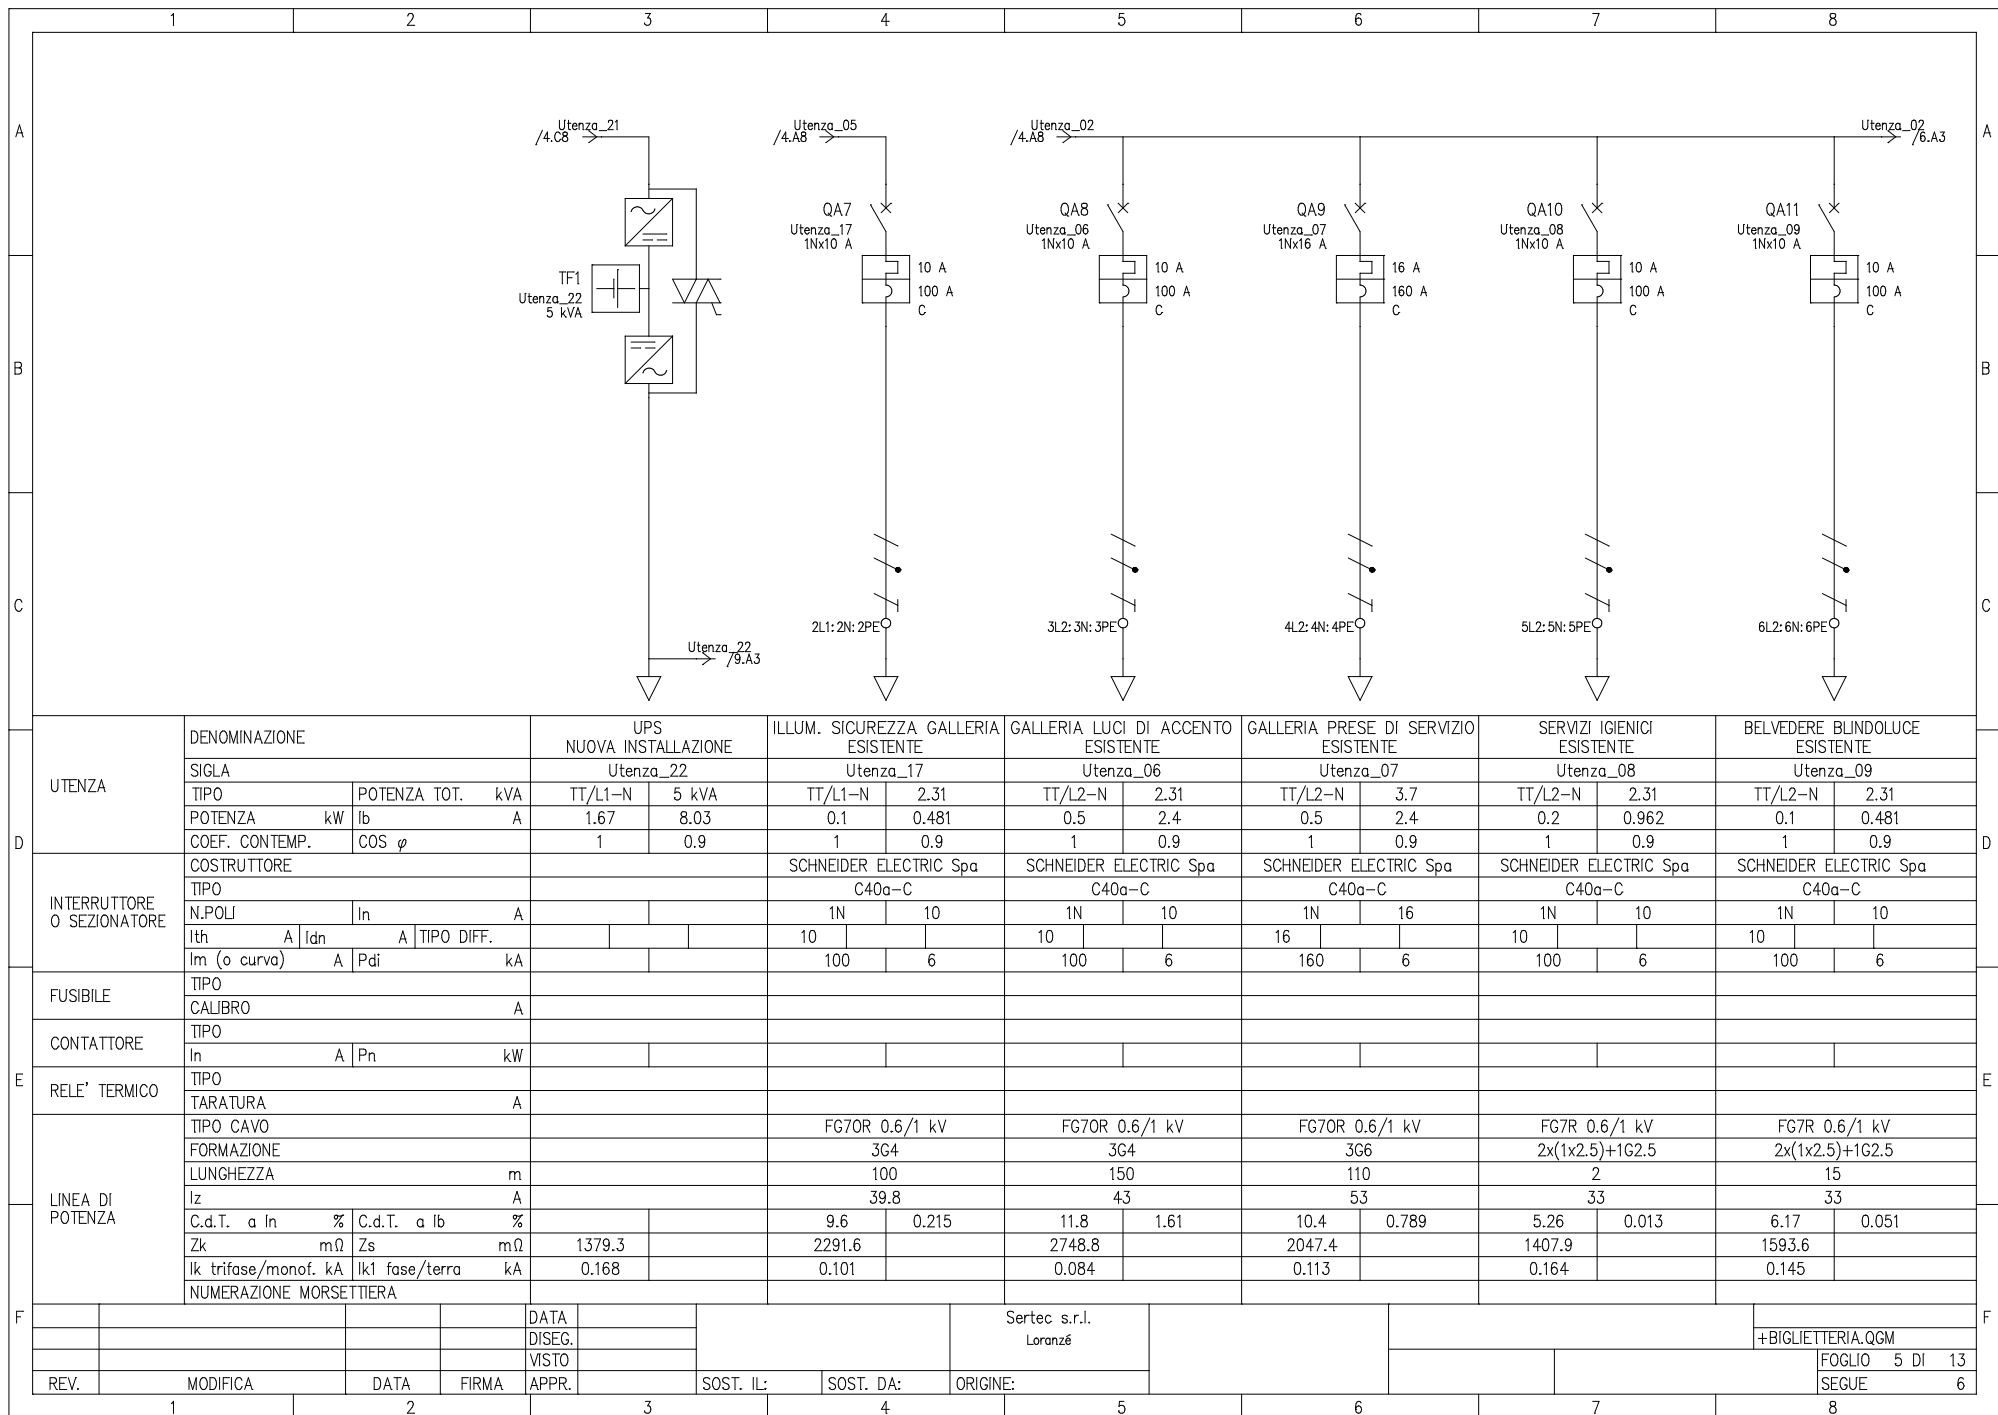 1 2 3 4 5 6 7 8
A A
Utenza_21
/4.C8
Utenza_05
/4.A8
Utenza_02
/4.A8
Utenza_02
/6.A3
QA7
Utenza_17
1Nx10 A
10 A
100 A
C
QA8
Utenza_06
1Nx10 A
10 A
100 A
C
QA9
Utenza_07
1Nx16 A
16 A
160 A
C
QA10
Utenza_08
1Nx10 A
10 A
100 A
C
QA11
Utenza_09
1Nx10 A
10 A
100 A
C
TF1
Utenza_22
5 kVA
B B
C C
2L1:2N:2PE 3L2:3N:3PE 4L2:4N:4PE 5L2:5N:5PE 6L2:6N:6PE
Utenza_22
/9.A3
UTENZA
DENOMINAZIONE
UPS
NUOVA INSTALLAZIONE
ILLUM. SICUREZZA GALLERIA
ESISTENTE
GALLERIA LUCI DI ACCENTO
ESISTENTE
GALLERIA PRESE DI SERVIZIO
ESISTENTE
SERVIZI IGIENICI
ESISTENTE
BELVEDERE BLINDOLUCE
ESISTENTE
SIGLA Utenza_22 Utenza_17 Utenza_06 Utenza_07 Utenza_08 Utenza_09
TIPO POTENZA TOT. kVA TT/L1-N 5 kVA TT/L1-N 2.31 TT/L2-N 2.31 TT/L2-N 3.7 TT/L2-N 2.31 TT/L2-N 2.31
POTENZA kW Ib A 1.67 8.03 0.1 0.481 0.5 2.4 0.5 2.4 0.2 0.962 0.1 0.481
D COEF. CONTEMP. COS φ 1 0.9 1 0.9 1 0.9 1 0.9 1 0.9 1 0.9 D
INTERRUTTORE
O SEZIONATORE
COSTRUTTORE SCHNEIDER ELECTRIC Spa SCHNEIDER ELECTRIC Spa SCHNEIDER ELECTRIC Spa SCHNEIDER ELECTRIC Spa SCHNEIDER ELECTRIC Spa
TIPO C40a-C C40a-C C40a-C C40a-C C40a-C
N.POLI In A 1N 10 1N 10 1N 16 1N 10 1N 10
Ith A Idn A TIPO DIFF. 10 10 16 10 10
Im (o curva) A Pdi kA 100 6 100 6 160 6 100 6 100 6
FUSIBILE
TIPO
CALIBRO A
CONTATTORE
TIPO
In A Pn kW
E E
RELE' TERMICO
TIPO
TARATURA A
LINEA DI
POTENZA
TIPO CAVO FG7OR 0.6/1 kV FG7OR 0.6/1 kV FG7OR 0.6/1 kV FG7R 0.6/1 kV FG7R 0.6/1 kV
FORMAZIONE 3G4 3G4 3G6 2x(1x2.5)+1G2.5 2x(1x2.5)+1G2.5
LUNGHEZZA m 100 150 110 2 15
Iz A 39.8 43 53 33 33
C.d.T. a In % C.d.T. a Ib % 9.6 0.215 11.8 1.61 10.4 0.789 5.26 0.013 6.17 0.051
Zk mΩ Zs mΩ 1379.3 2291.6 2748.8 2047.4 1407.9 1593.6
Ik trifase/monof. kA Ik1 fase/terra kA 0.168 0.101 0.084 0.113 0.164 0.145
NUMERAZIONE MORSETTIERA
F F
DATA
DISEG.
VISTO
Sertec s.r.l.
Loranzé
+BIGLIETTERIA.QGM
FOGLIO 5 DI 13
REV. MODIFICA DATA FIRMA APPR. SOST. IL: SOST. DA: ORIGINE: SEGUE 6
1 2 3 4 5 6 7 8